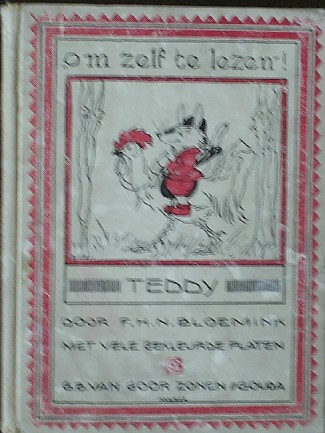 om zelf te lezen!
TEDDY
DOOR F.H.N. BLOEMINK
MET VELE GEKLEURDE PLATEN
G.B. VAN GOOR ZONEN GOUDA